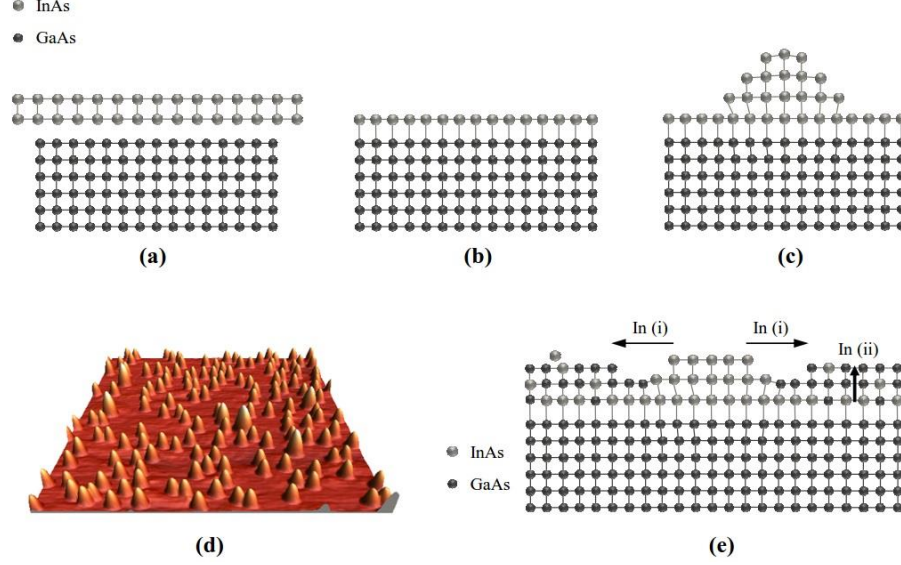 InAs
GaAs
(a)
(b)
(c)
In (i)
In (i)
In (ii)
InAs
GaAs
(d)
(e)